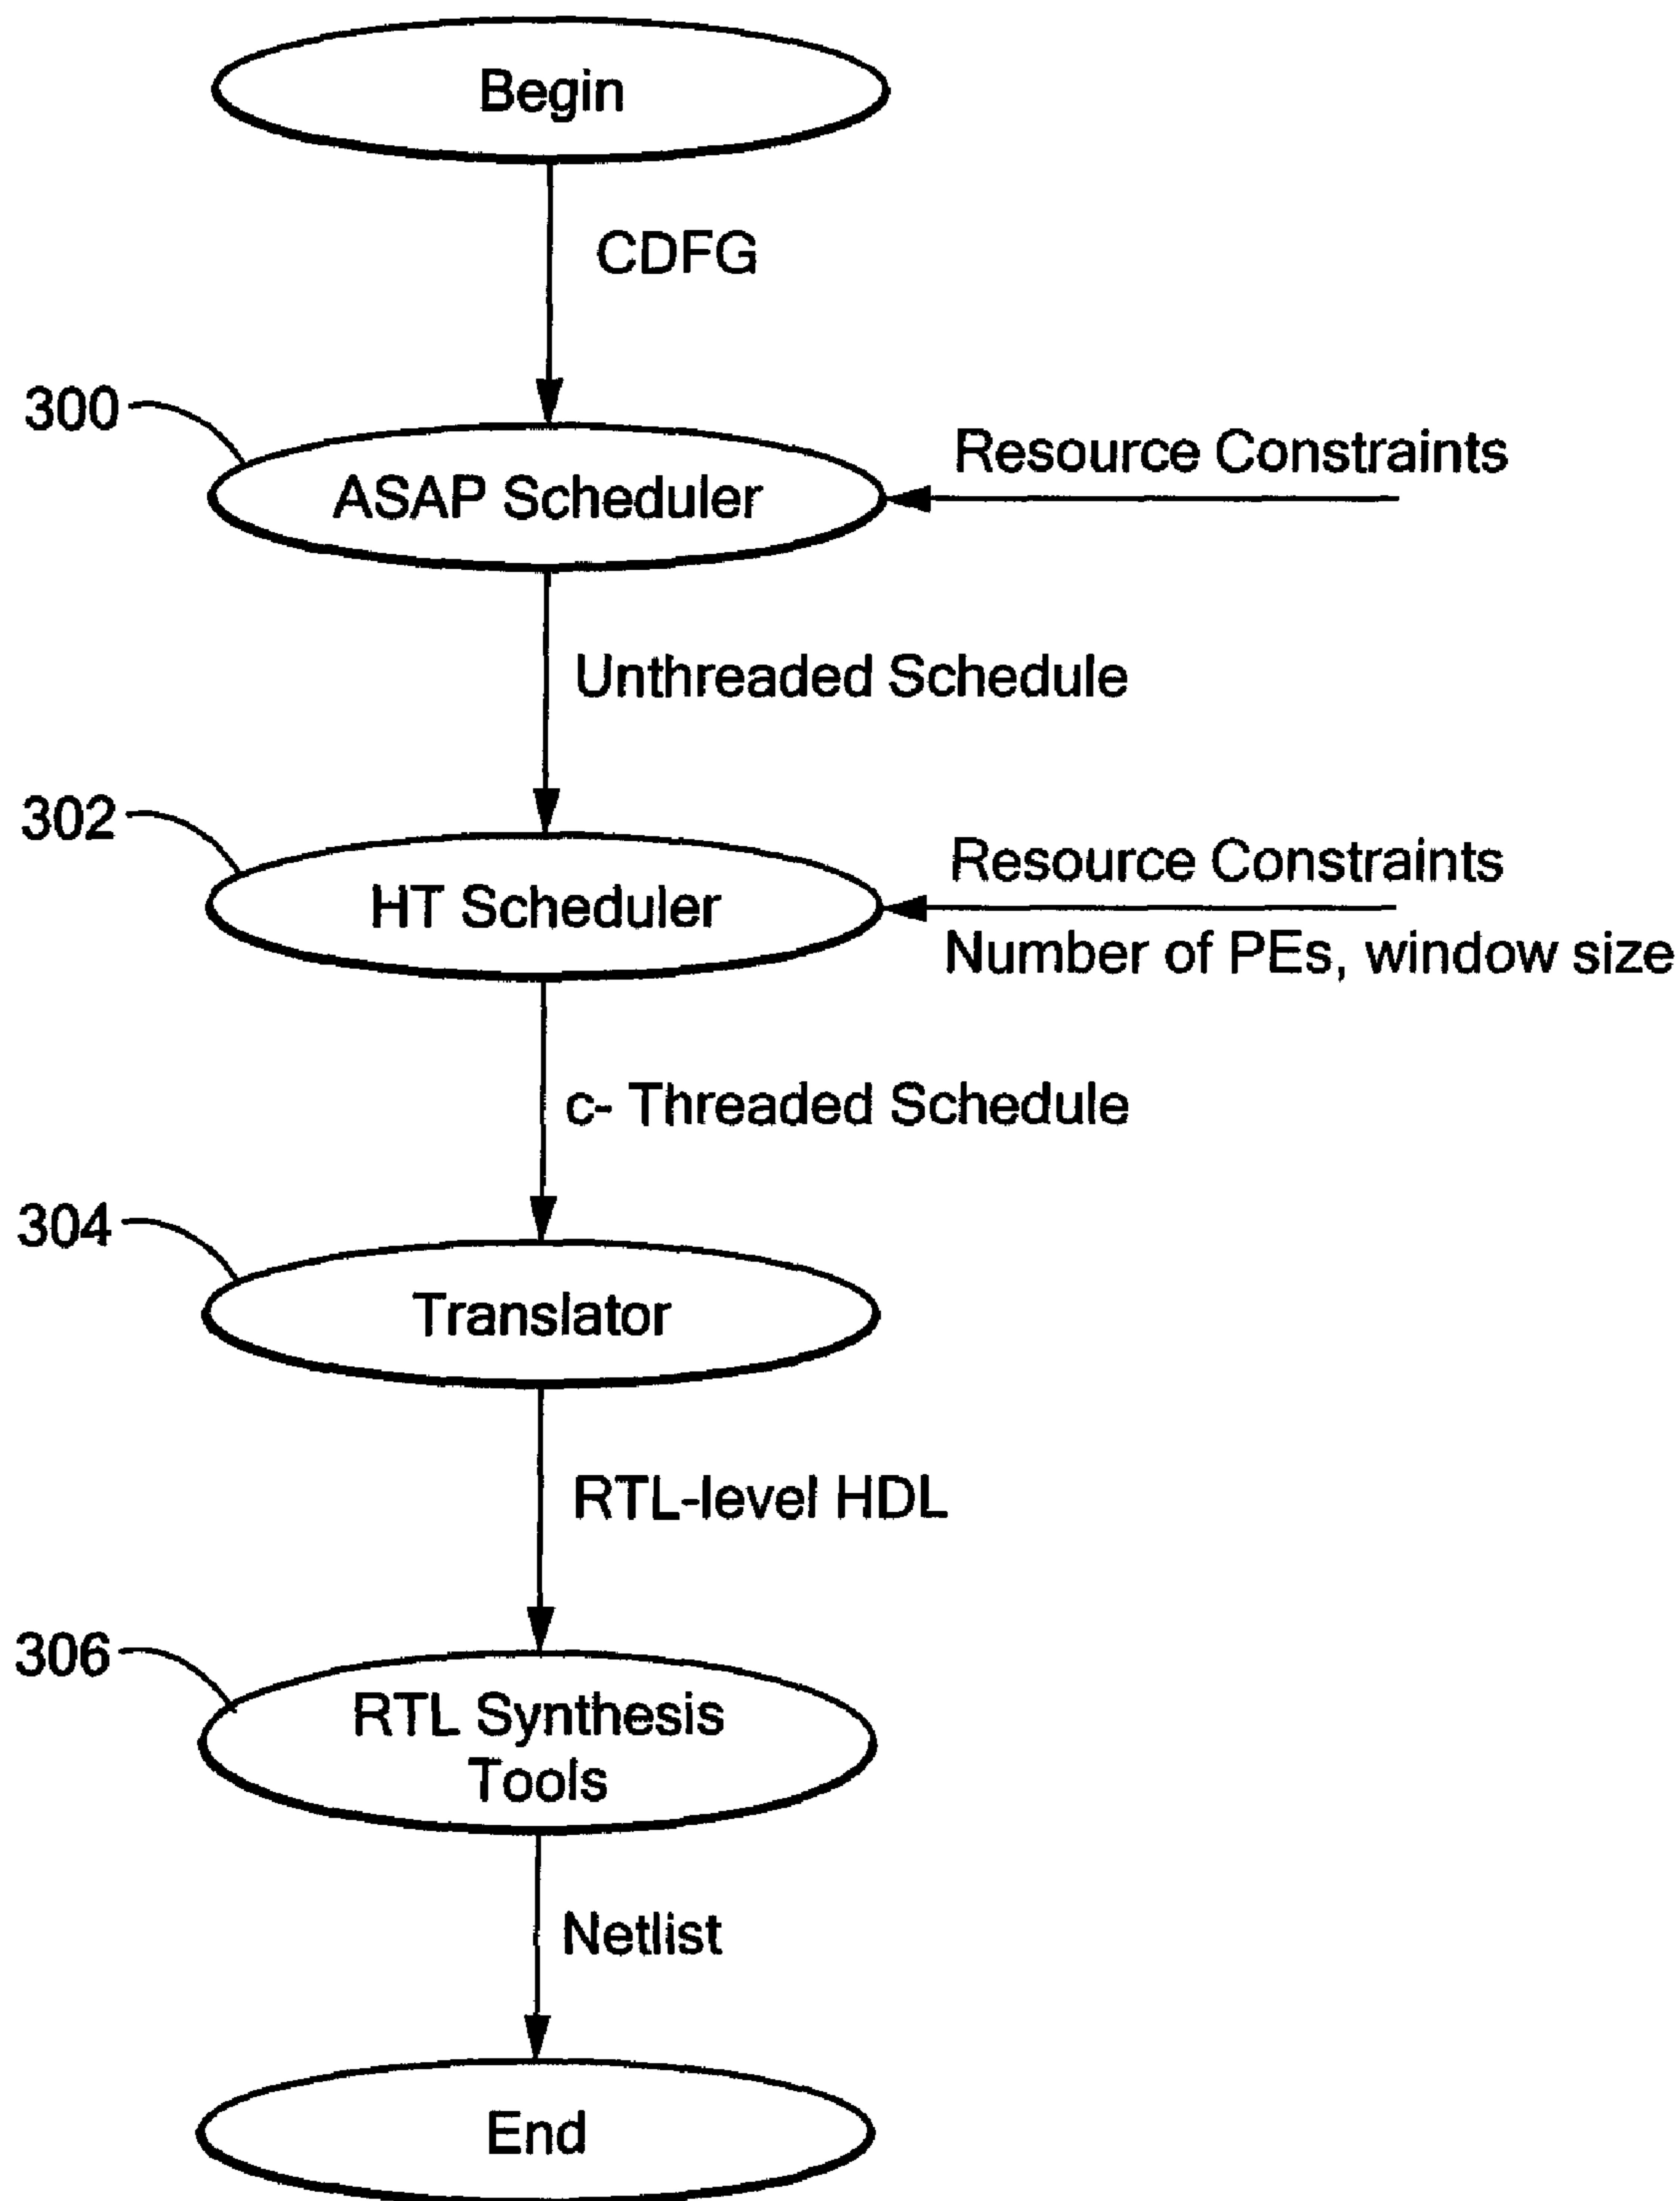 Begin
CDFG
300
ASAP Scheduler
Resource Constraints
Unthreaded Schedule
302
HT Scheduler
Resource Constraints
Number of PEs, window size
c- Threaded Schedule
304
Translator
RTL-level HDL
306
RTL Synthesis
Tools
Netlist
End